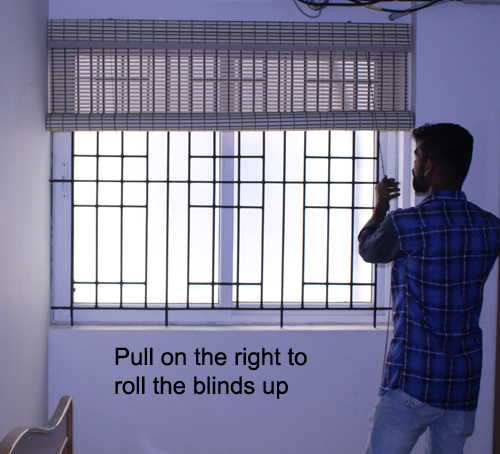 Pull on the right to
roll the blinds up